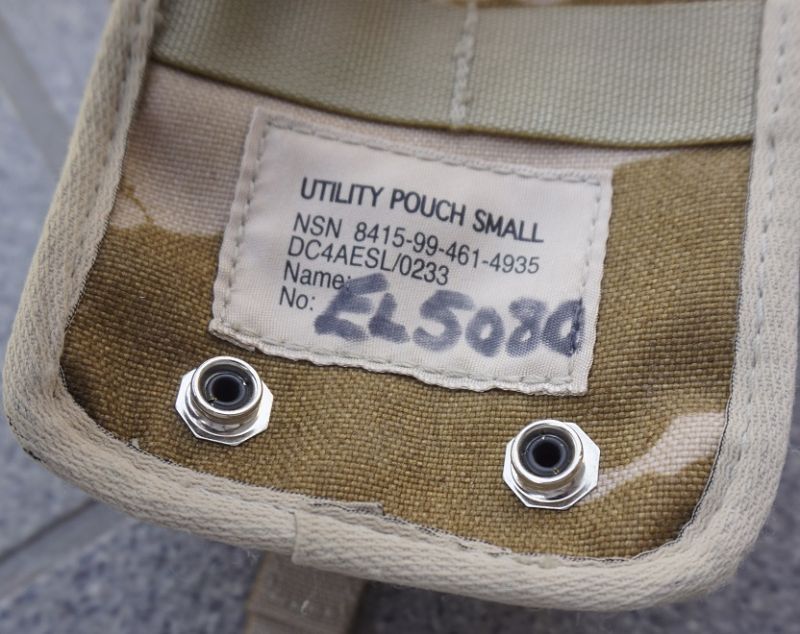 UTILITY POUCH SMALL
NSN 8415-99-461-4935
DC4AESL/0233
Name:
No: EL5080